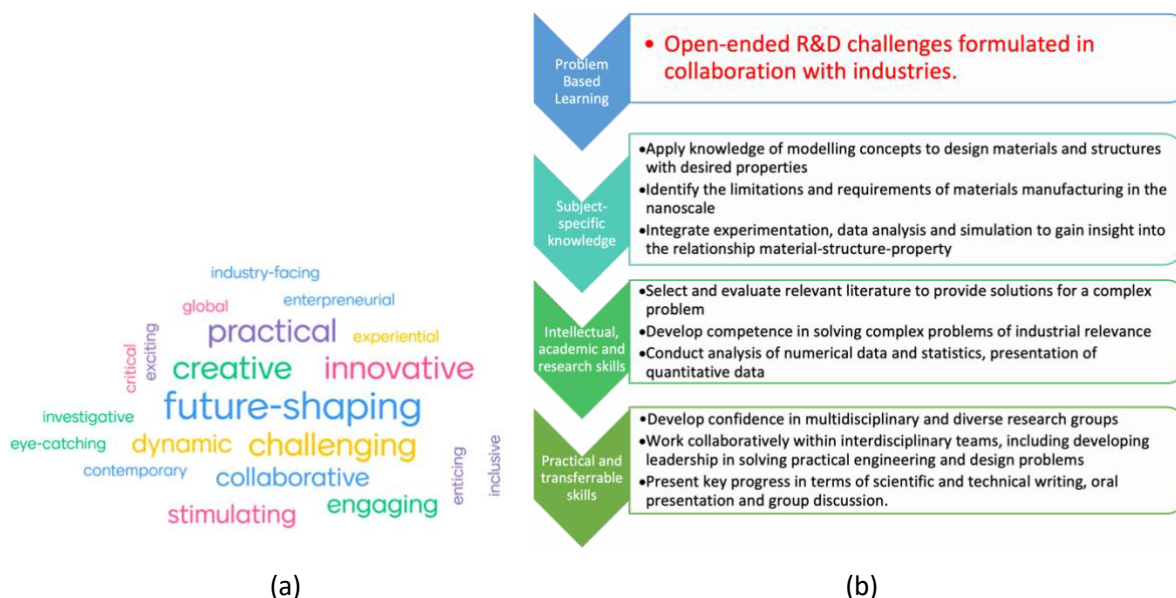 industry-facing
global
enterpreneurial
practical
experiential
critical
exciting
creative
innovative
future-shaping
investigative
eye-catching
dynamic
challenging
contemporary
collaborative
enticing
inclusive
stimulating
engaging
(a)
Problem
Based
Learning
• Open-ended R&D challenges formulated in
collaboration with industries.
Subject-
specific
knowledge
•Apply knowledge of modelling concepts to design materials and structures
with desired properties
•Identify the limitations and requirements of materials manufacturing in the
nanoscale
•Integrate experimentation, data analysis and simulation to gain insight into
the relationship material-structure-property
Intellectual,
academic and
research skills
•Select and evaluate relevant literature to provide solutions for a complex
problem
•Develop competence in solving complex problems of industrial relevance
•Conduct analysis of numerical data and statistics, presentation of
quantitative data
Practical and
transferrable
skills
•Develop confidence in multidisciplinary and diverse research groups
•Work collaboratively within interdisciplinary teams, including developing
leadership in solving practical engineering and design problems
•Present key progress in terms of scientific and technical writing, oral
presentation and group discussion.
(b)